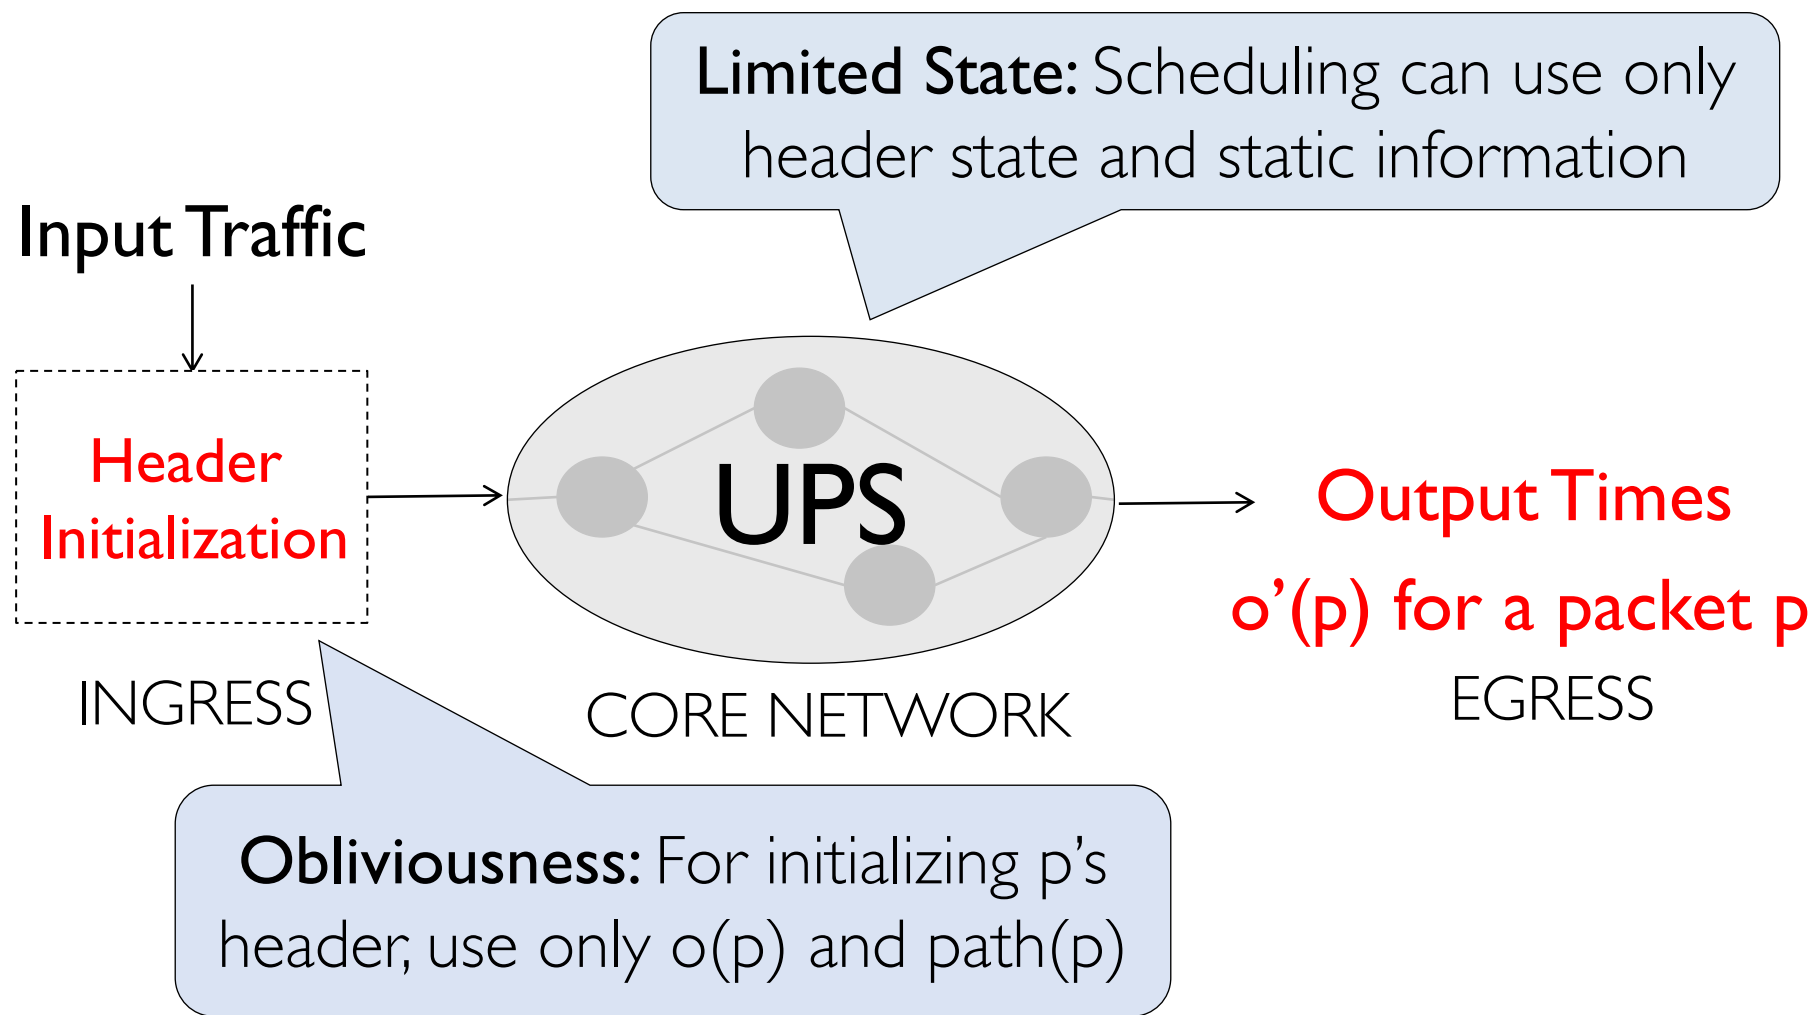 Limited State: Scheduling can use only
header state and static information
Input Traffic
Header
Initialization
UPS
Output Times
o’(p) for a packet p
INGRESS
CORE NETWORK
EGRESS
Obliviousness: For initializing p’s
header, use only o(p) and path(p)